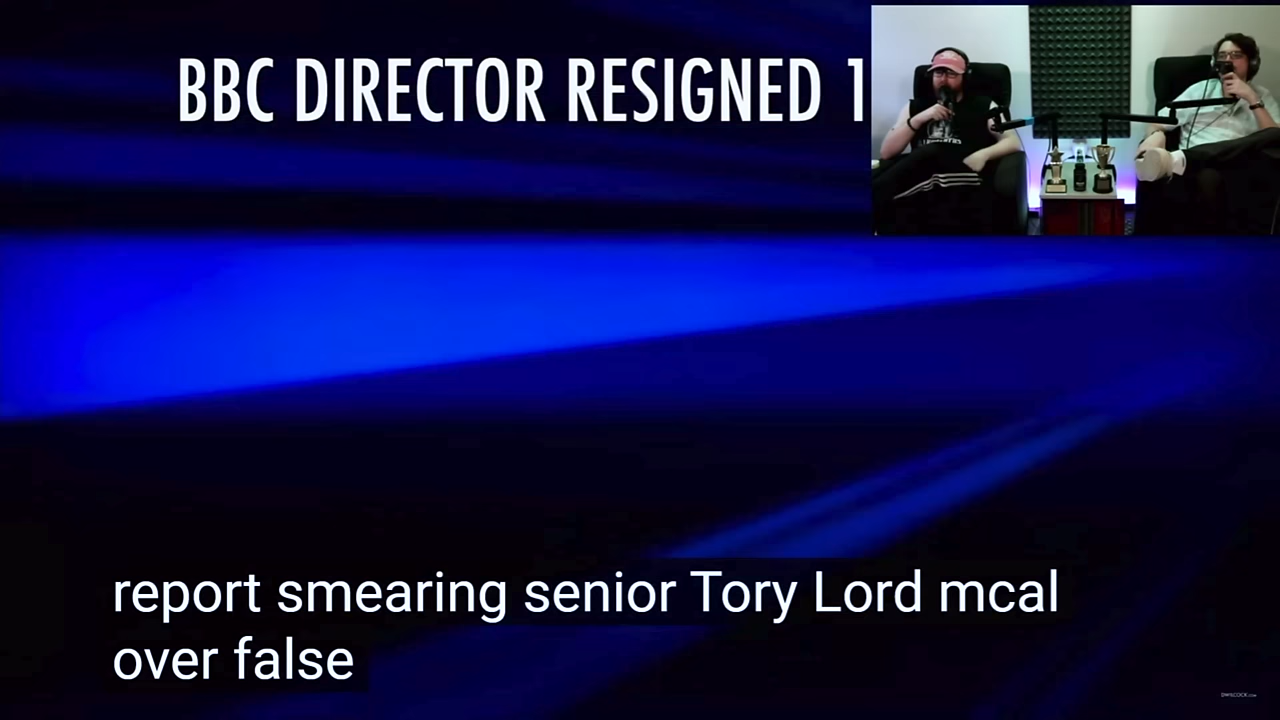 BBC DIRECTOR RESIGNED 1
report smearing senior Tory Lord mcal
over false